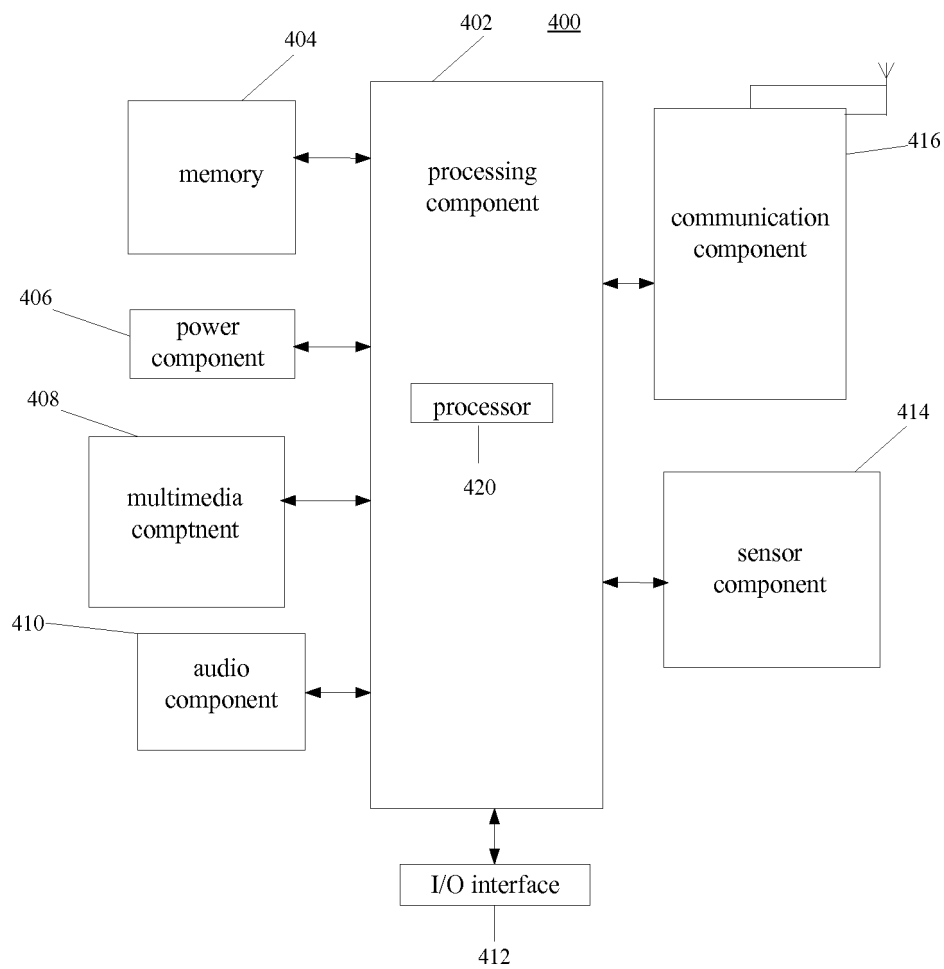 402
400
404
416
memory
processing
component
communication
component
406
power
component
408
processor
414
multimedia
comptnent
420
sensor
component
410
audio
component
I/O interface
412